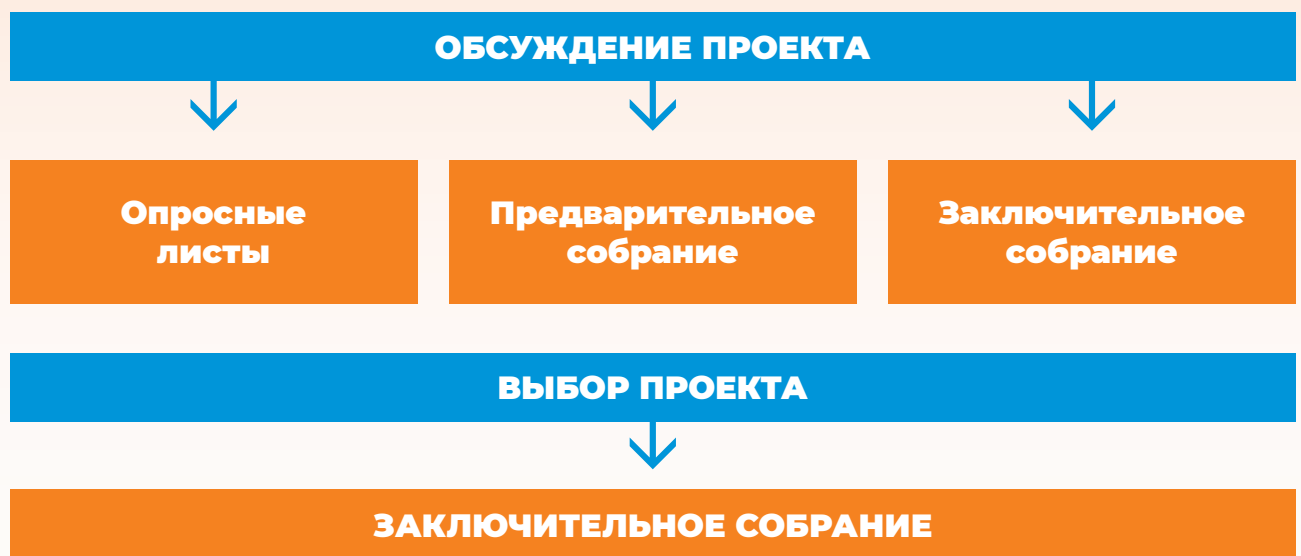 ОБСУЖДЕНИЕ ПРОЕКТА
Опросные
листы
Предварительное
собрание
Заключительное
собрание
ВЫБОР ПРОЕКТА
ЗАКЛЮЧИТЕЛЬНОЕ СОБРАНИЕ